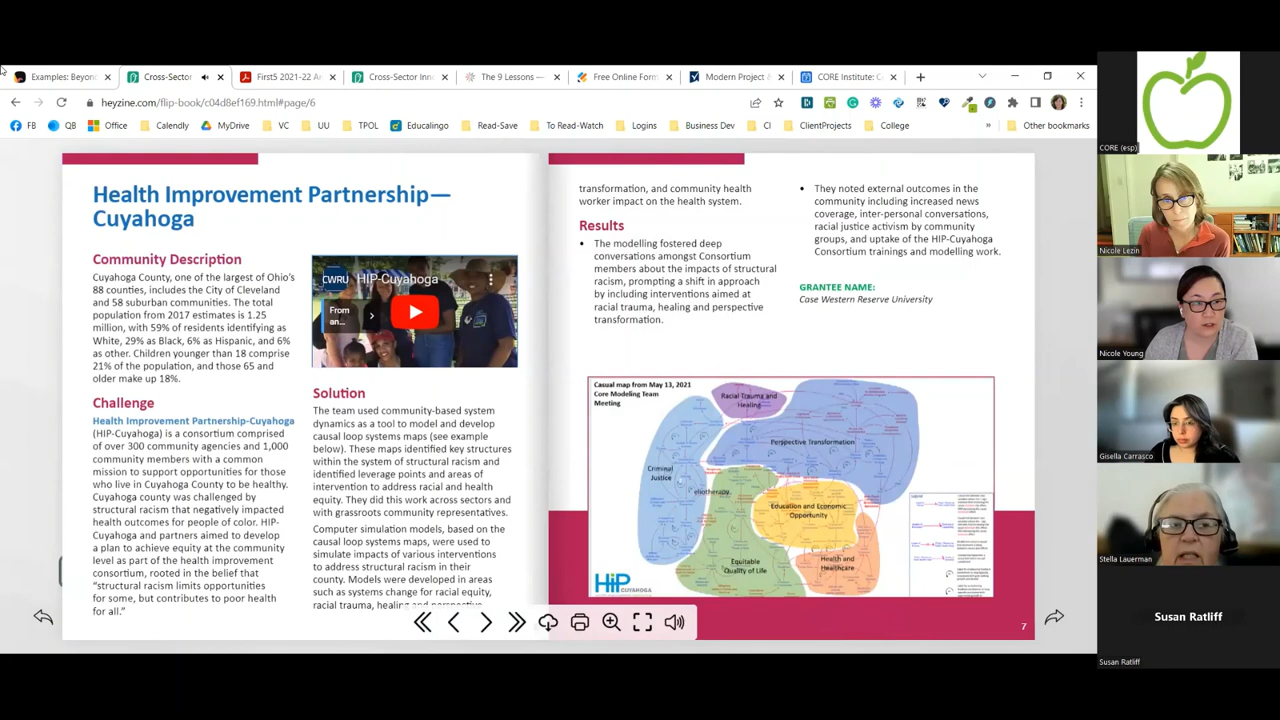 Examples: Beyon
Cross-Sector
First5 2021-22 A
Cross-Sector Inn
The 9 Lessons —
Free Online Form
Modern Project &
CORE Institute: C
heyzine.com/flip-book/c04d8ef169.html#page/6
FB
QB
Office
Calendly
MyDrive
VC
UU
TPOL
Educalingo
Read-Save
To Read-Watch
Logins
Business Dev
CI
ClientProjects
College
»
Other bookmarks
Health Improvement Partnership—
Cuyahoga
Community Description
Cuyahoga County, one of the largest of Ohio's
88 counties, includes the City of Cleveland
and 58 suburban communities. The total
population from 2017 estimates is 1.25
million, with 59% of residents identifying as
White, 29% as Black, 6% as Hispanic, and 6%
as other. Children younger than 18 comprise
21% of the population, and those 65 and
older make up 18%.
Challenge
Health Improvement Partnership-Cuyahoga
(HIP-Cuyahoga) is a consortium comprised
of over 300 community agencies and 1,000
community members with a common
mission to support opportunities for those
who live in Cuyahoga County to be healthy.
Cuyahoga county was challenged by
structural racism that negatively impacted
health outcomes for people of color. HIP-
Cuyahoga and partners aimed to develop
a plan to achieve equity at the community
level as part of the health improvement
consortium, rooted in the belief that
"structural racism limits opportunities
for some, but contributes to poor health
for all."
CWRU
HIP-Cuyahoga
From
an...
Solution
The team used community-based system
dynamics as a tool to model and develop
causal loop systems maps (see example
below). These maps identified key structures
within the system of structural racism and
identified leverage points and areas of
intervention to address racial and health
equity. They did this work across sectors and
with grassroots community representatives.
Computer simulation models, based on the
causal loop systems maps, were used to
simulate impacts of various interventions
to address structural racism in their
county. Models were developed in areas
such as systems change for racial equity,
racial trauma, healing and perspective
transformation, and community health
worker impact on the health system.
Results
• The modelling fostered deep
conversations amongst Consortium
members about the impacts of structural
racism, prompting a shift in approach
by including interventions aimed at
racial trauma, healing and perspective
transformation.
• They noted external outcomes in the
community including increased news
coverage, inter-personal conversations,
racial justice activism by community
groups, and uptake of the HIP-Cuyahoga
Consortium trainings and modelling work.
GRANTEE NAME:
Case Western Reserve University
Casual map from May 13, 2021
Core Modeling Team
Meeting
Racial Trauma and
Healing
Perspective Transformation
Criminal
Justice
eliotherapy
Education and Economic
Opportunity
Equitable
Quality of Life
Health and
Healthcare
HIP
CUYAHOGA
7
CORE (esp)
Nicole Lezin
Nicole Young
Gisella Carrasco
Stella Lauerman
Susan Ratliff
Susan Ratliff